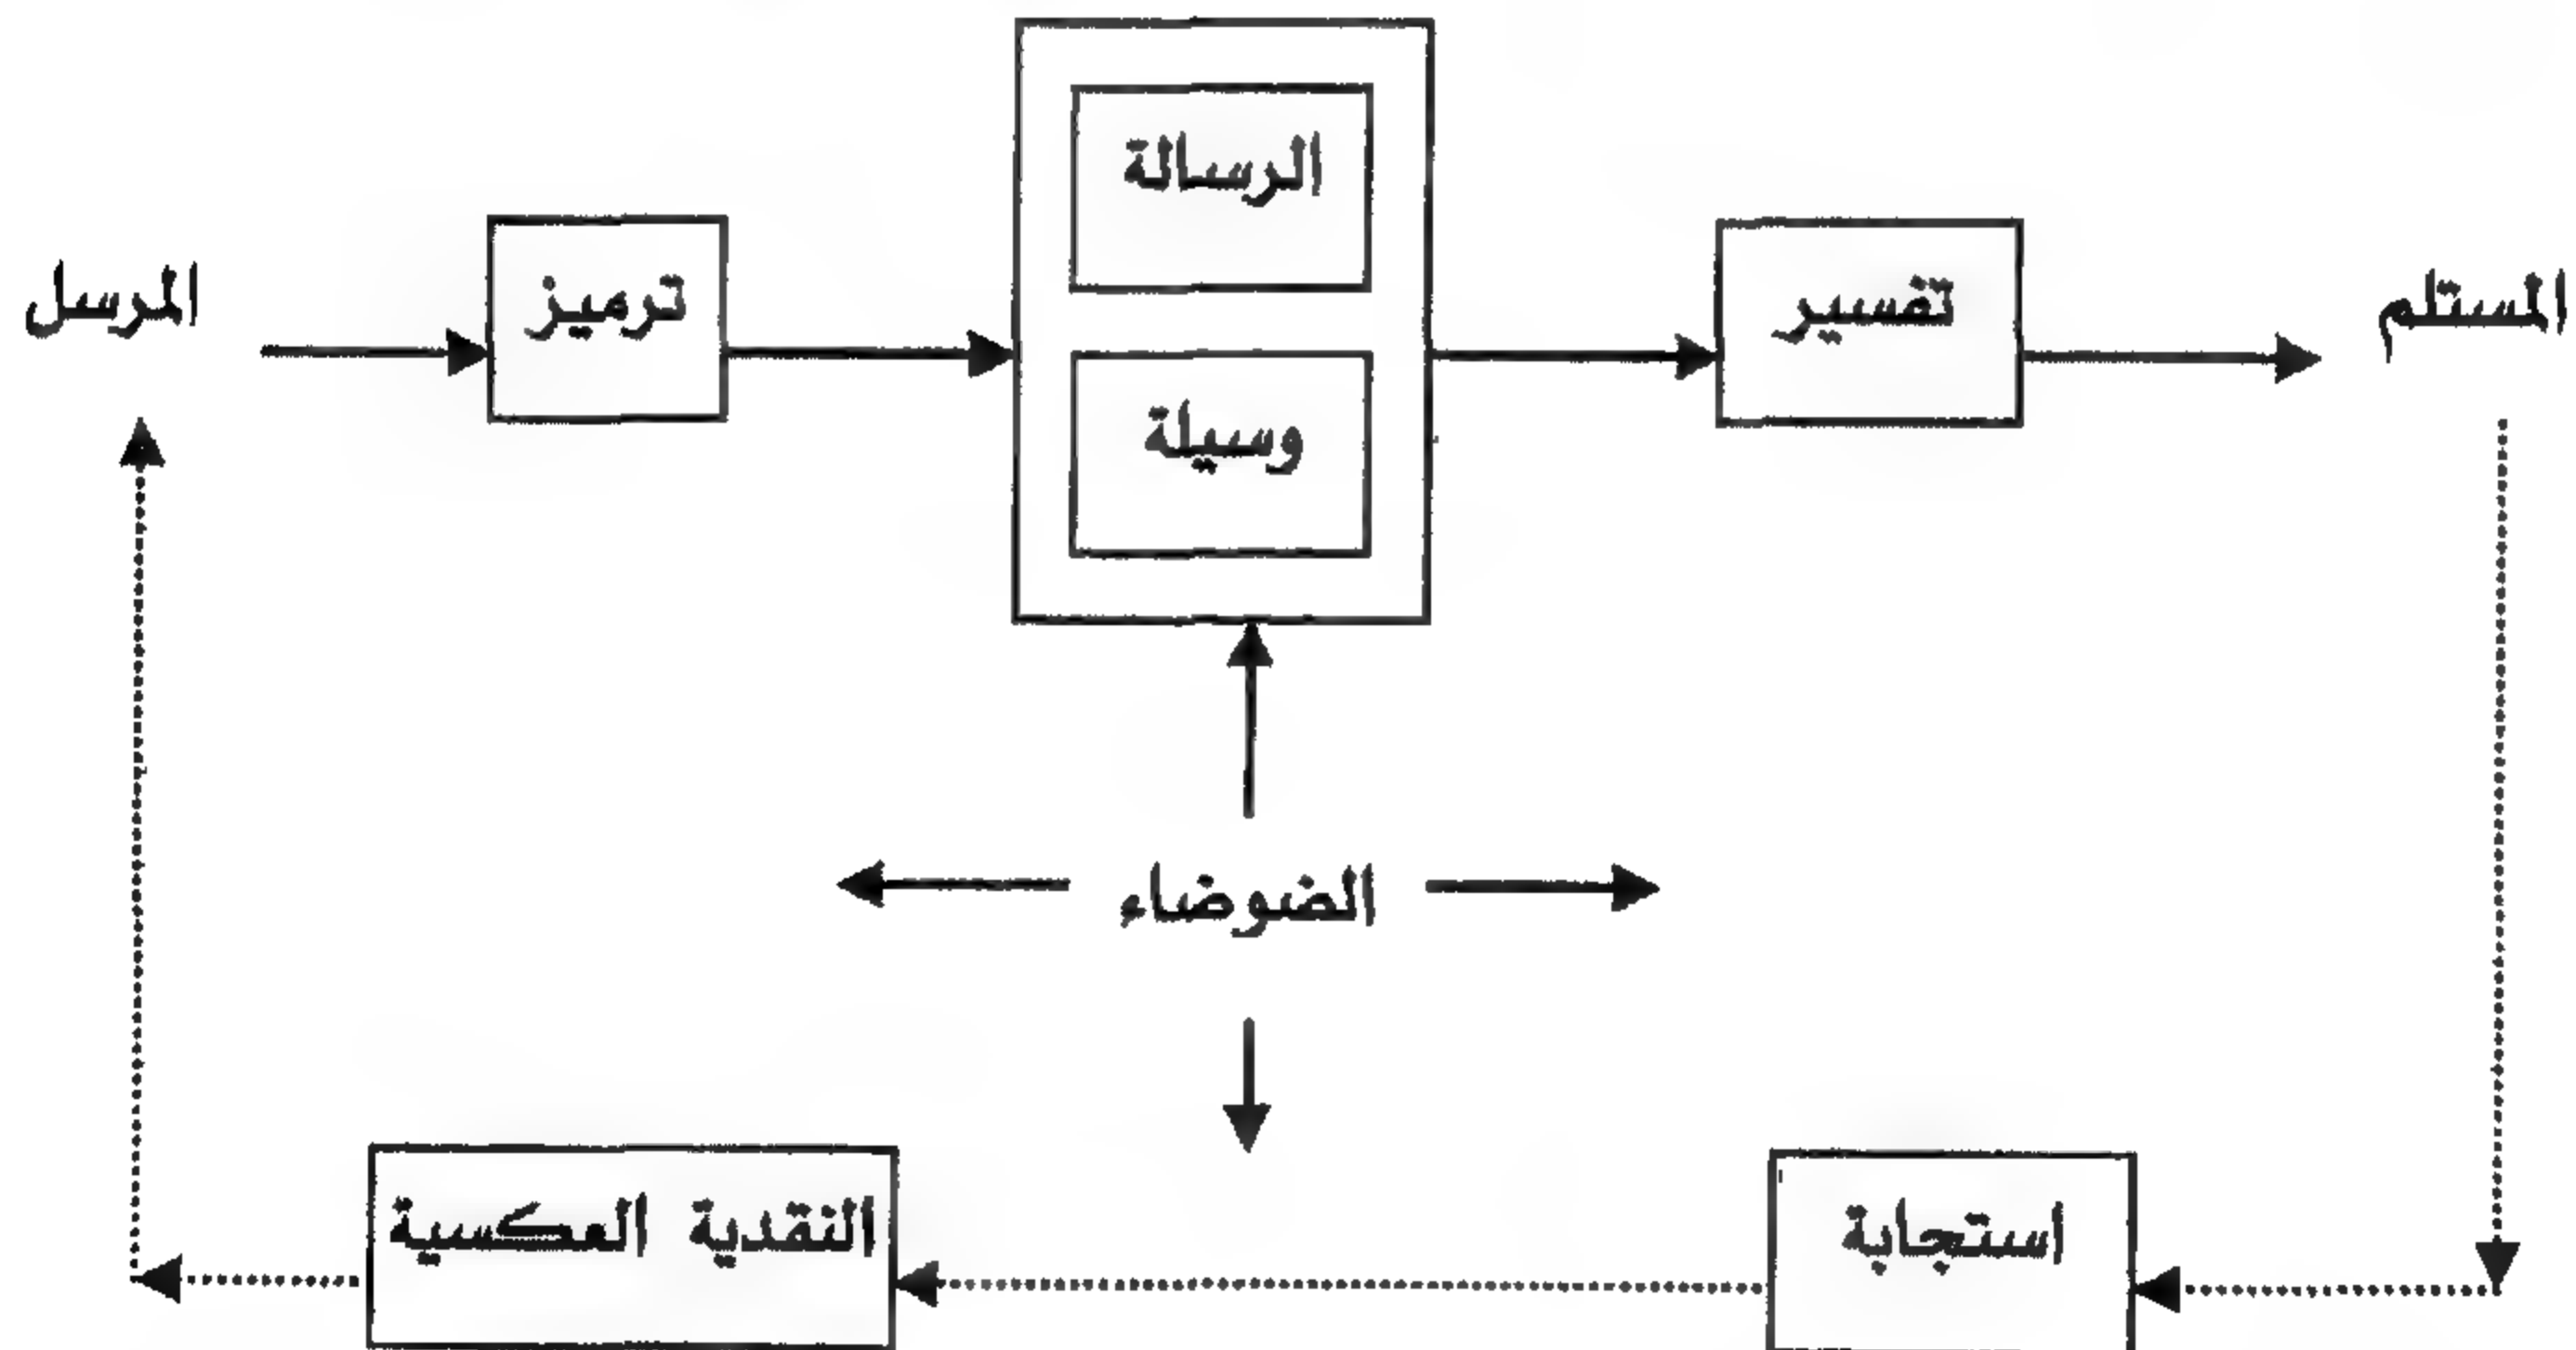 الرسالة
المرسل
ترميز
تفسير
المستلم
وسيلة
الضوضاء
النقدية العكسية
استجابة